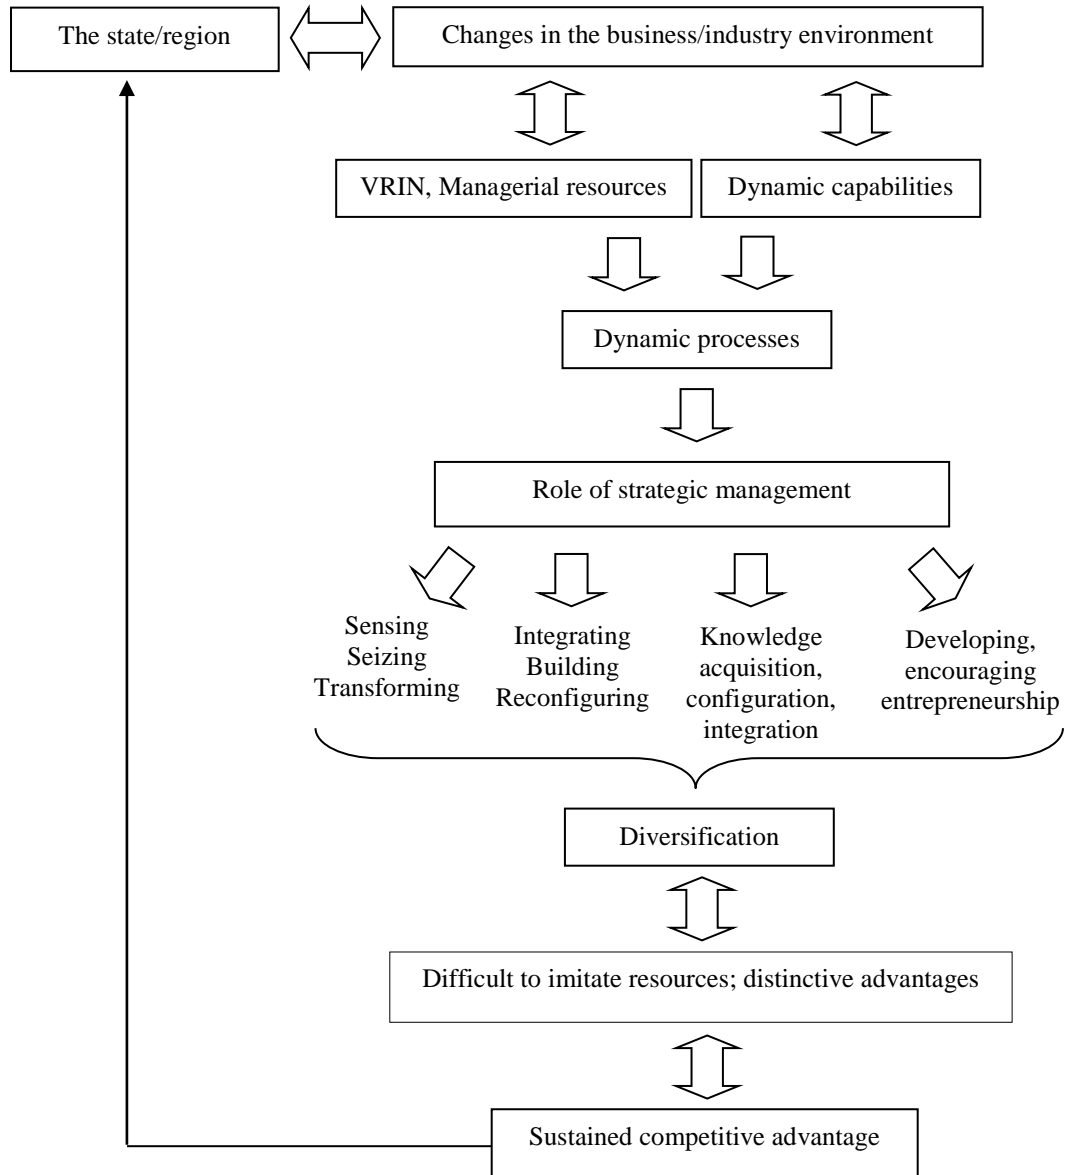 The state/region
Changes in the business/industry environment
VRIN, Managerial resources
Dynamic capabilities
Dynamic processes
Role of strategic management
Sensing
Seizing
Transforming
Integrating
Building
Reconfiguring
Knowledge
acquisition,
configuration,
integration
Developing,
encouraging
entrepreneurship
Diversification
Difficult to imitate resources; distinctive advantages
Sustained competitive advantage